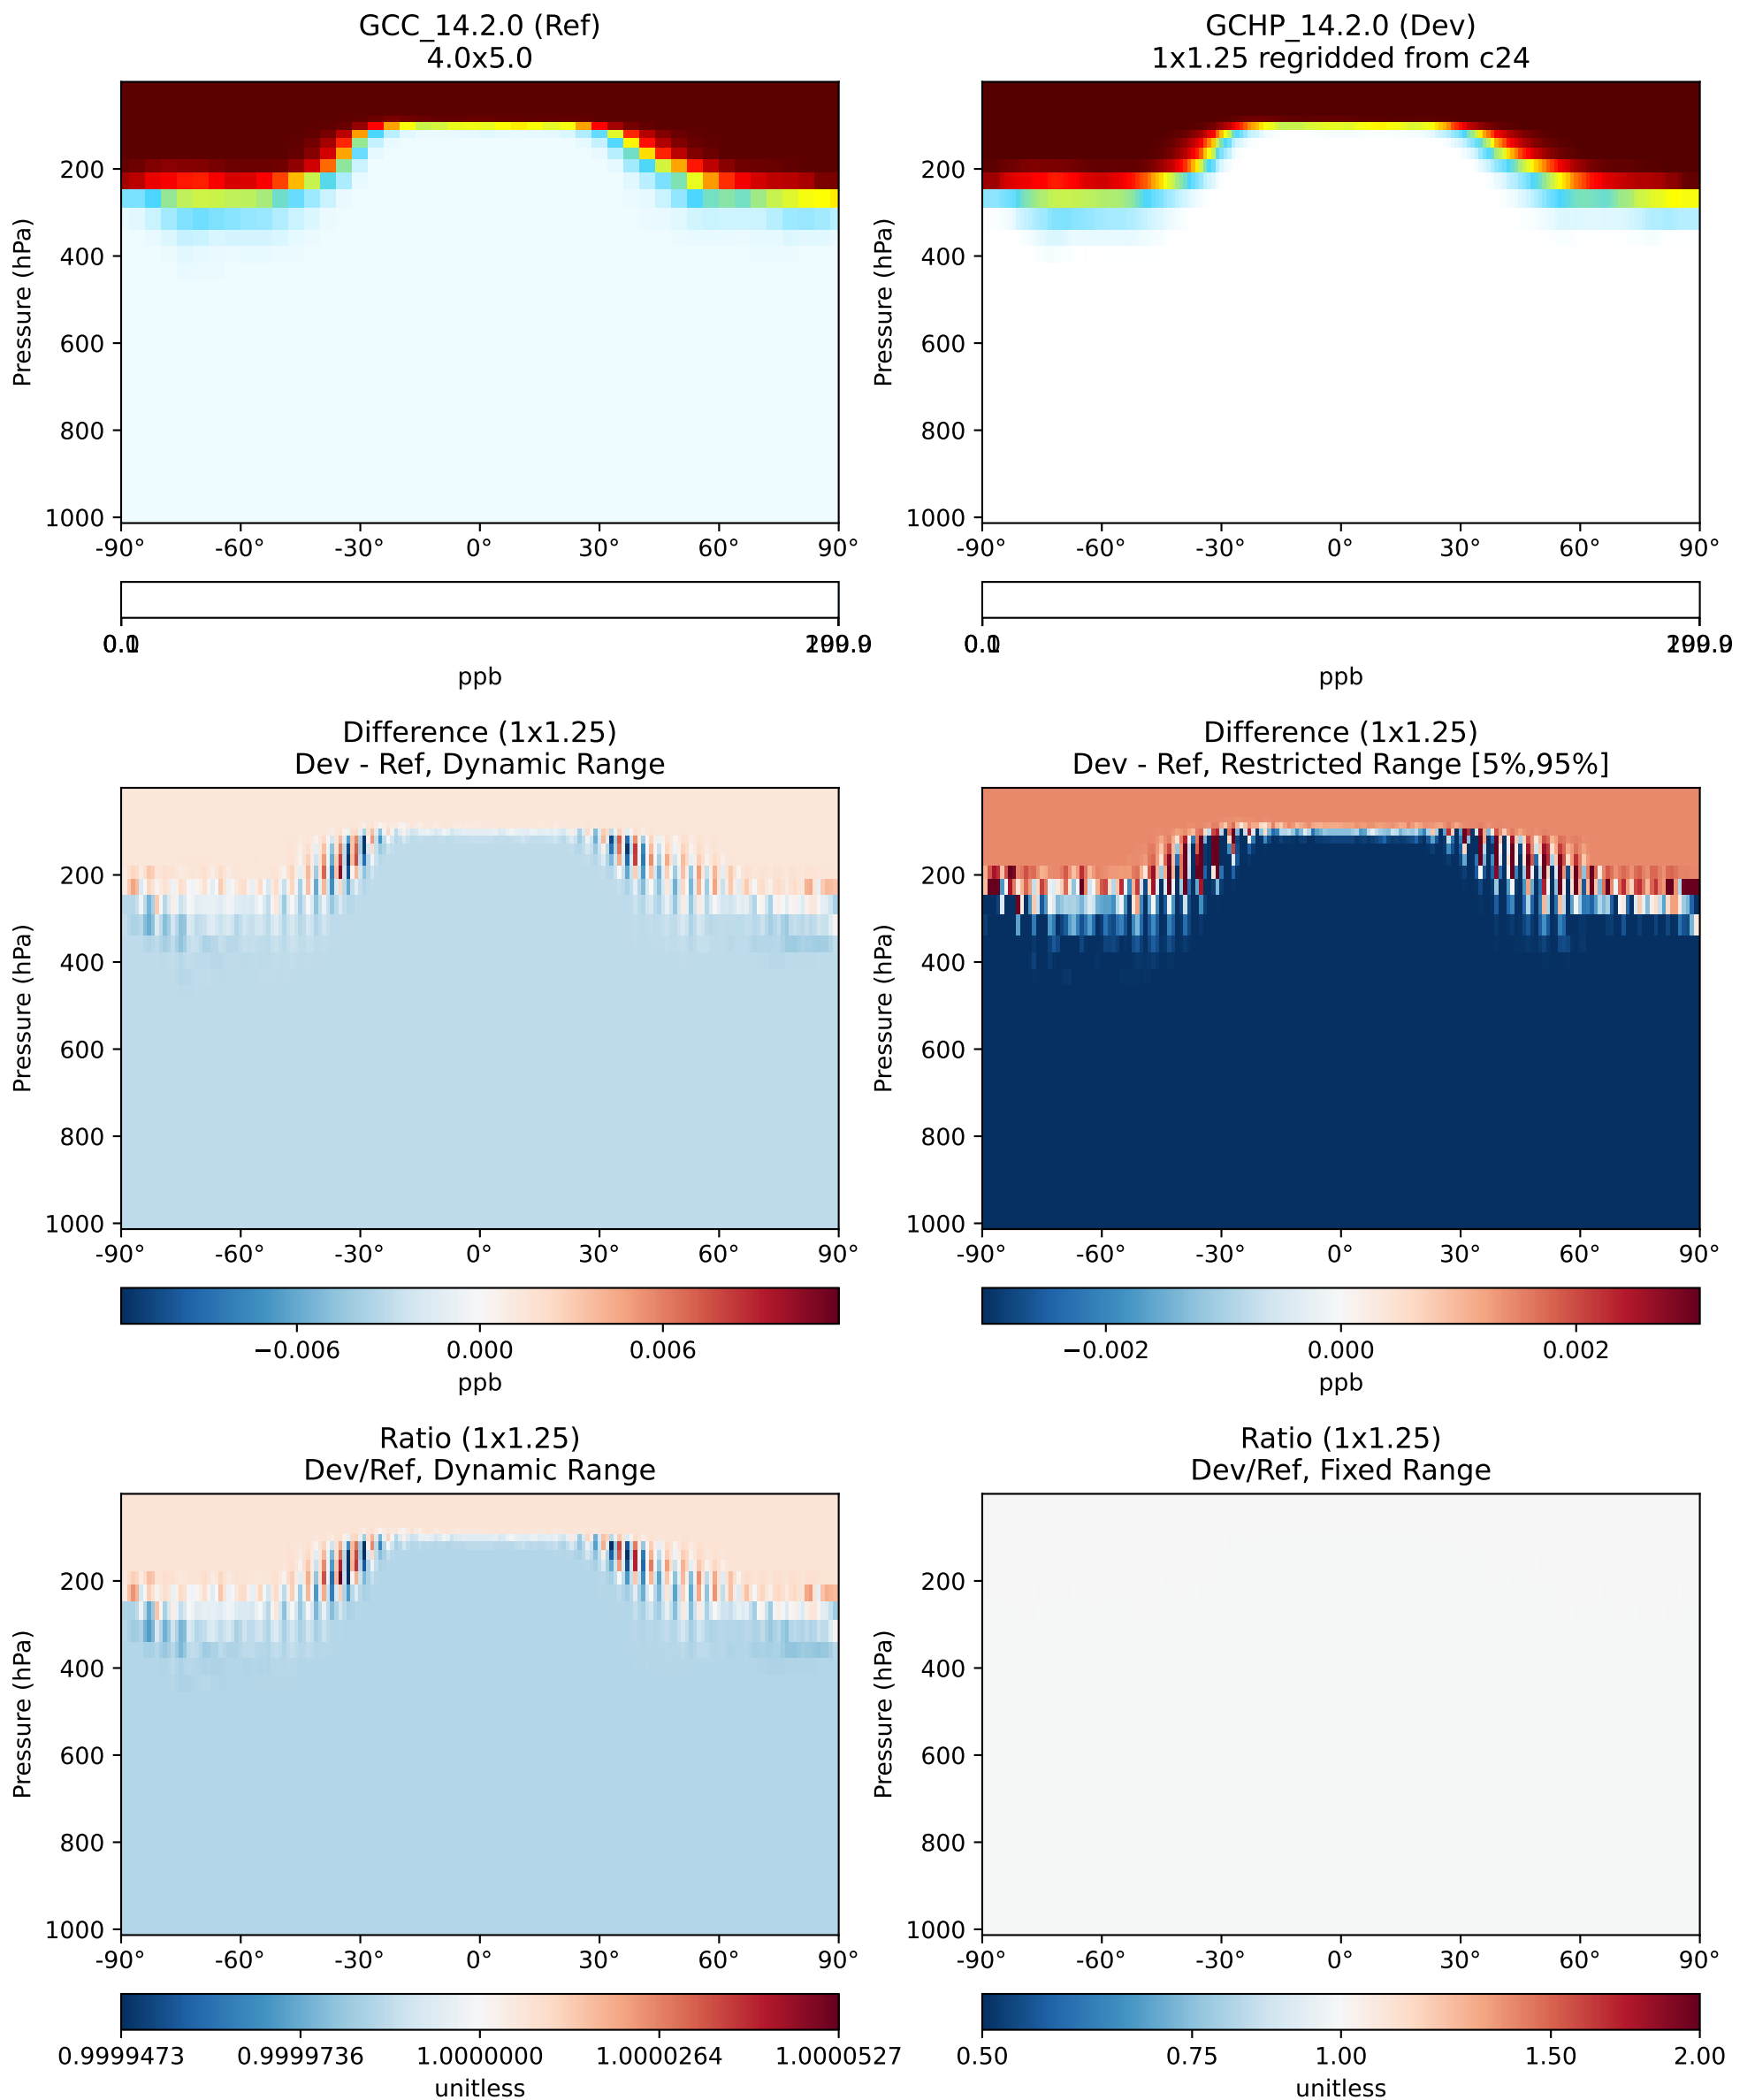 GCC_14.2.0 (Ref)
4.0x5.0
Pressure (hPa)
200
400
600
800
1000
-90° -60° -30° 0° 30° 60° 90°
ppb
GCHP_14.2.0 (Dev)
1x1.25 regridded from c24
Pressure (hPa)
200
400
600
800
1000
-90° -60° -30° 0° 30° 60° 90°
ppb
Difference (1x1.25)
Dev - Ref, Dynamic Range
Pressure (hPa)
200
400
600
800
1000
-90° -60° -30° 0° 30° 60° 90°
−0.006 0.000 0.006
ppb
Difference (1x1.25)
Dev - Ref, Restricted Range [5%,95%]
Pressure (hPa)
200
400
600
800
1000
-90° -60° -30° 0° 30° 60° 90°
−0.002 0.000 0.002
ppb
Ratio (1x1.25)
Dev/Ref, Dynamic Range
Pressure (hPa)
200
400
600
800
1000
-90° -60° -30° 0° 30° 60° 90°
0.9999473 0.9999736 1.0000000 1.0000264 1.0000527
unitless
Ratio (1x1.25)
Dev/Ref, Fixed Range
Pressure (hPa)
200
400
600
800
1000
-90° -60° -30° 0° 30° 60° 90°
0.50 0.75 1.00 1.50 2.00
unitless